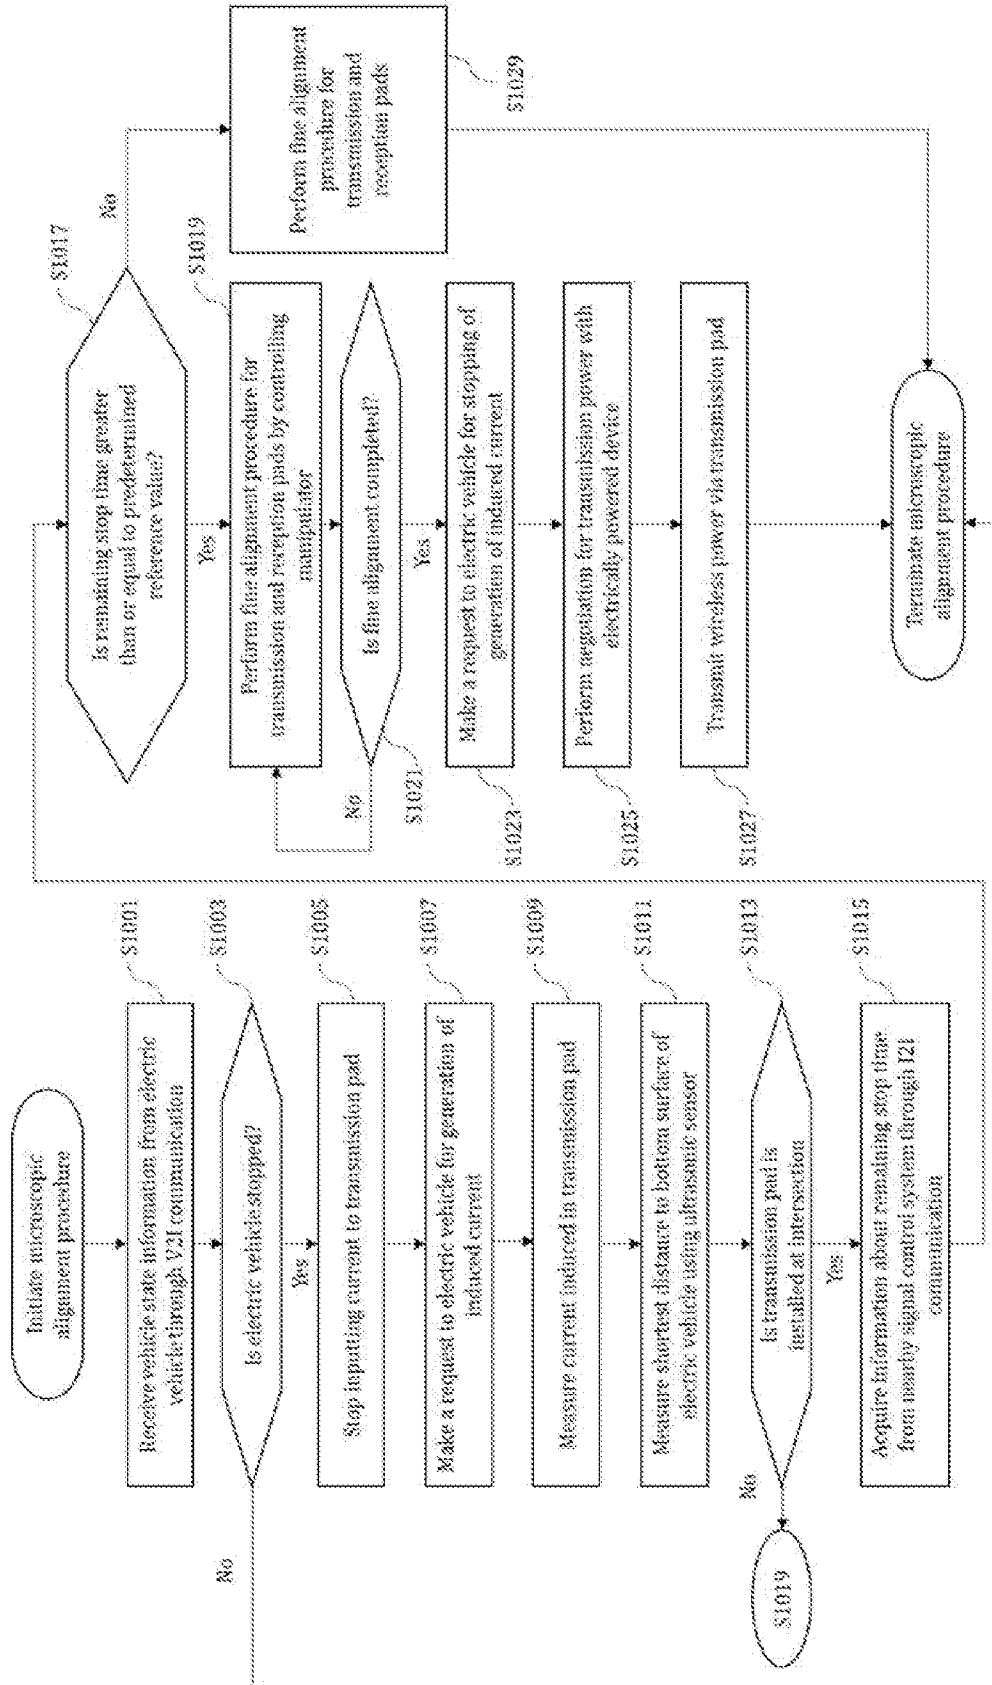 Initiate microscopic
alignment procedure
Receive vehicle state information from electric
vehicle through V2I communication
S1001
Is electric vehicle stopped?
S1003
No
Yes
Stop inputting current to transmission pad
S1005
Make a request to electric vehicle for generation of
induced current
S1007
Measure current induced in transmission pad
S1009
Measure shortest distance to bottom surface of
electric vehicle using ultrasonic sensor
S1011
Is transmission pad is
installed at intersection
S1013
No
S1019
Yes
Acquire information about remaining stop time
from nearby signal control system through I2I
communication
S1015
Is remaining stop time greater
than or equal to predetermined
reference value?
S1017
No
Yes
Perform fine alignment procedure for
transmission and reception pads by controlling
manipulator
S1019
Is fine alignment completed?
S1021
No
Yes
Make a request to electric vehicle for stopping of
generation of induced current
S1023
Perform negotiation for transmission power with
electrically powered device
S1025
Transmit wireless power via transmission pad
S1027
Perform fine alignment
procedure for
transmission and
reception pads
S1029
Terminate microscopic
alignment procedure